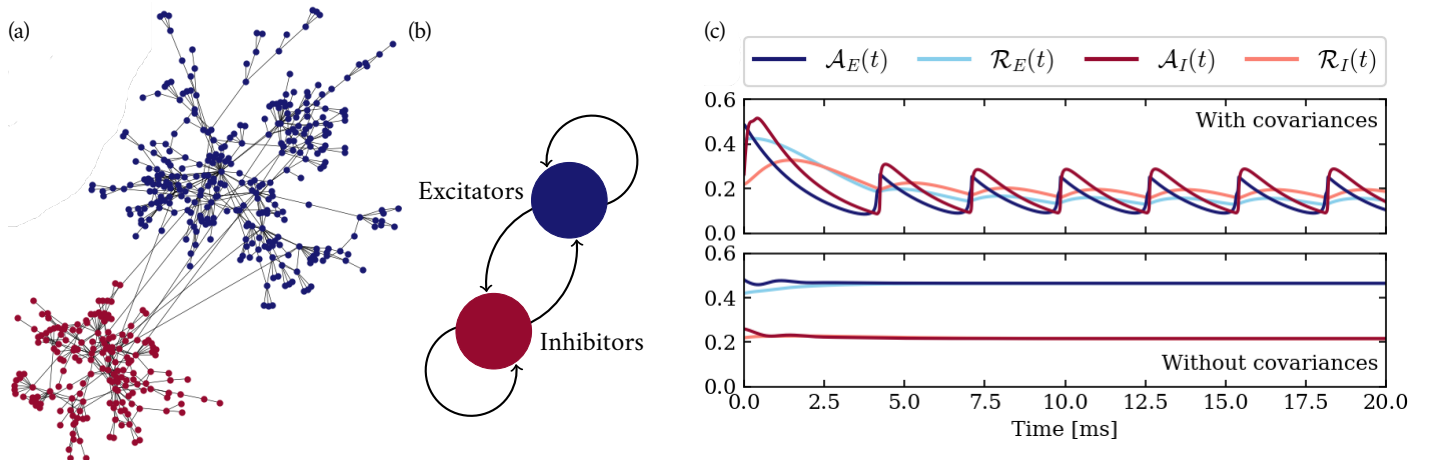 (a)
(b)
Excitators
Inhibitors
(c)
𝒜_E(t) ℛ_E(t) 𝒜_I(t) ℛ_I(t)
0.6
With covariances
0.4
0.2
0.0
0.6
0.4
0.2
Without covariances
0.0
0.0 2.5 5.0 7.5 10.0 12.5 15.0 17.5 20.0
Time [ms]